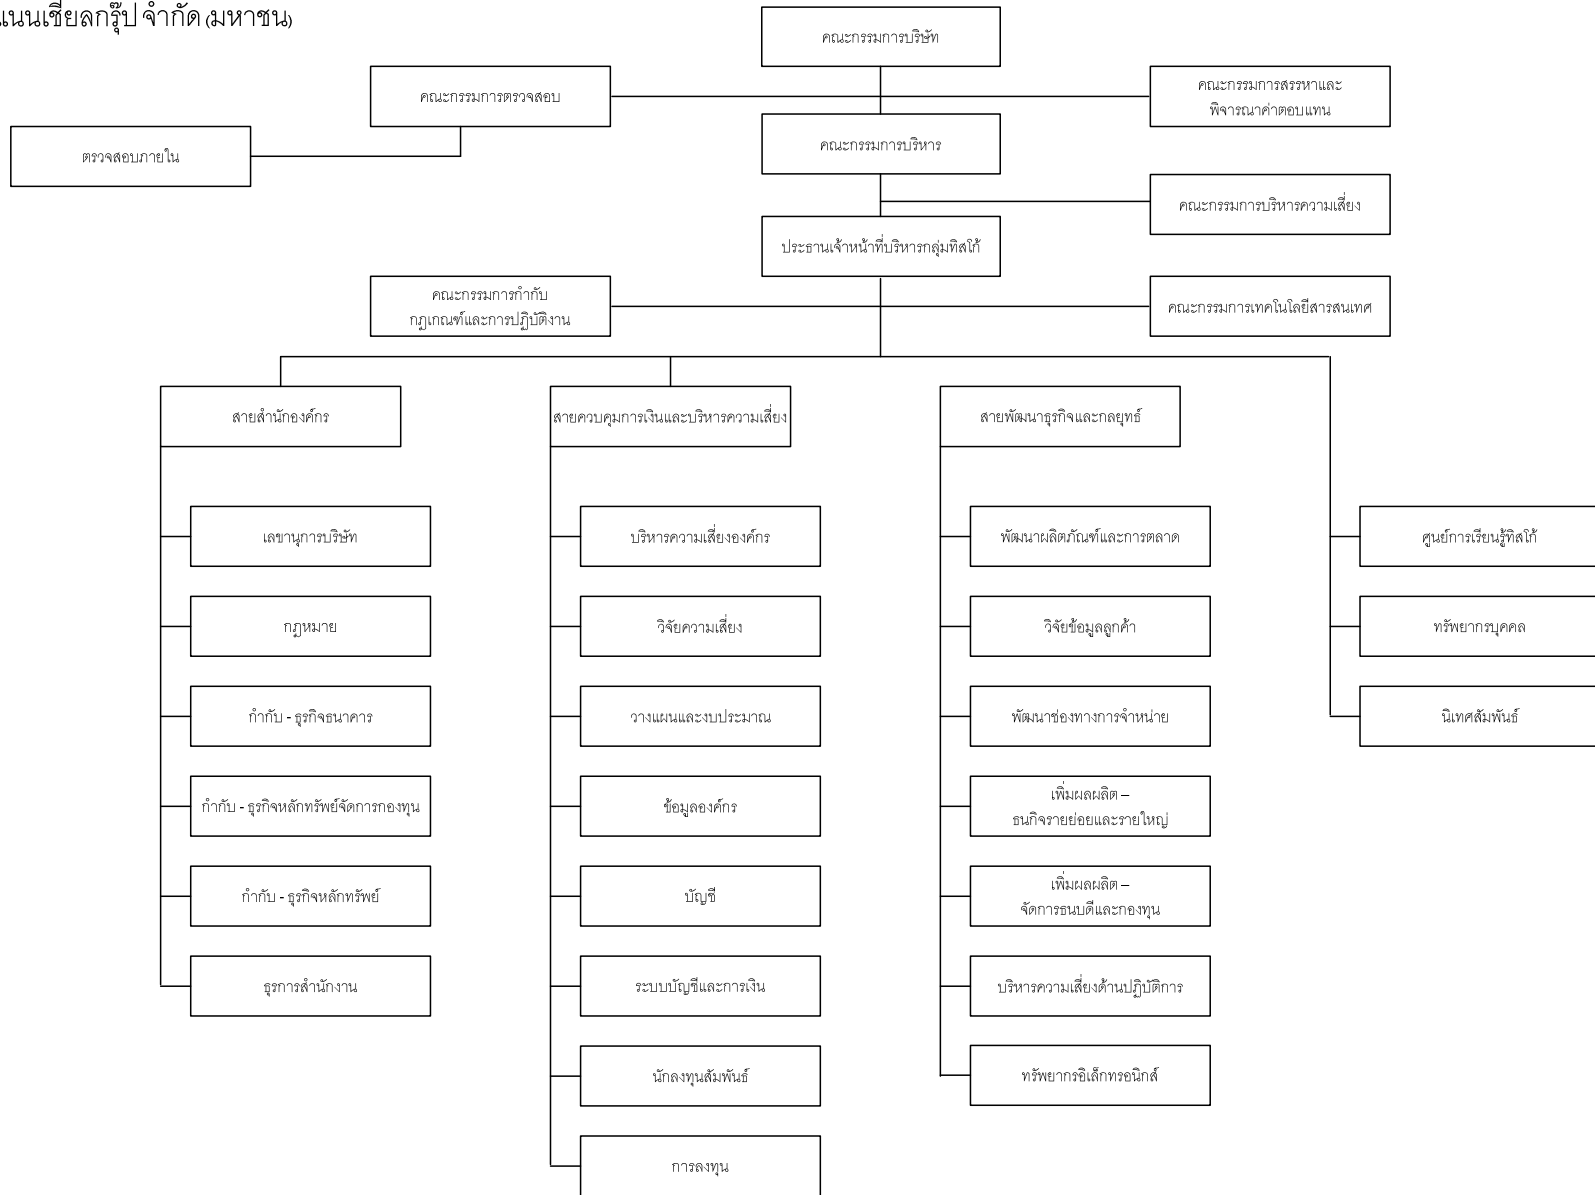 แนนเชียลกรุ๊ป จำกัด (มหาชน)
คณะกรรมการบริษัท
คณะกรรมการตรวจสอบ
คณะกรรมการสรรหาและ
พิจารณาค่าตอบแทน
ตรวจสอบภายใน
คณะกรรมการบริหาร
คณะกรรมการบริหารความเสี่ยง
ประธานเจ้าหน้าที่บริหารกลุ่มทิสโก้
คณะกรรมการกำกับ
กฎเกณฑ์และการปฏิบัติงาน
คณะกรรมการเทคโนโลยีสารสนเทศ
สายสำนักองค์กร
เลขานุการบริษัท
กฎหมาย
กำกับ - ธุรกิจธนาคาร
กำกับ - ธุรกิจหลักทรัพย์จัดการกองทุน
กำกับ - ธุรกิจหลักทรัพย์
ธุรการสำนักงาน
สายควบคุมการเงินและบริหารความเสี่ยง
บริหารความเสี่ยงองค์กร
วิจัยความเสี่ยง
วางแผนและงบประมาณ
ข้อมูลองค์กร
บัญชี
ระบบบัญชีและการเงิน
นักลงทุนสัมพันธ์
การลงทุน
สายพัฒนาธุรกิจและกลยุทธ์
พัฒนาผลิตภัณฑ์และการตลาด
วิจัยข้อมูลลูกค้า
พัฒนาช่องทางการจำหน่าย
เพิ่มผลผลิต –
ธนกิจรายย่อยและรายใหญ่
เพิ่มผลผลิต –
จัดการธนบดีและกองทุน
บริหารความเสี่ยงด้านปฏิบัติการ
ทรัพยากรอิเล็กทรอนิกส์
ศูนย์การเรียนรู้ทิสโก้
ทรัพยากรบุคคล
นิเทศสัมพันธ์